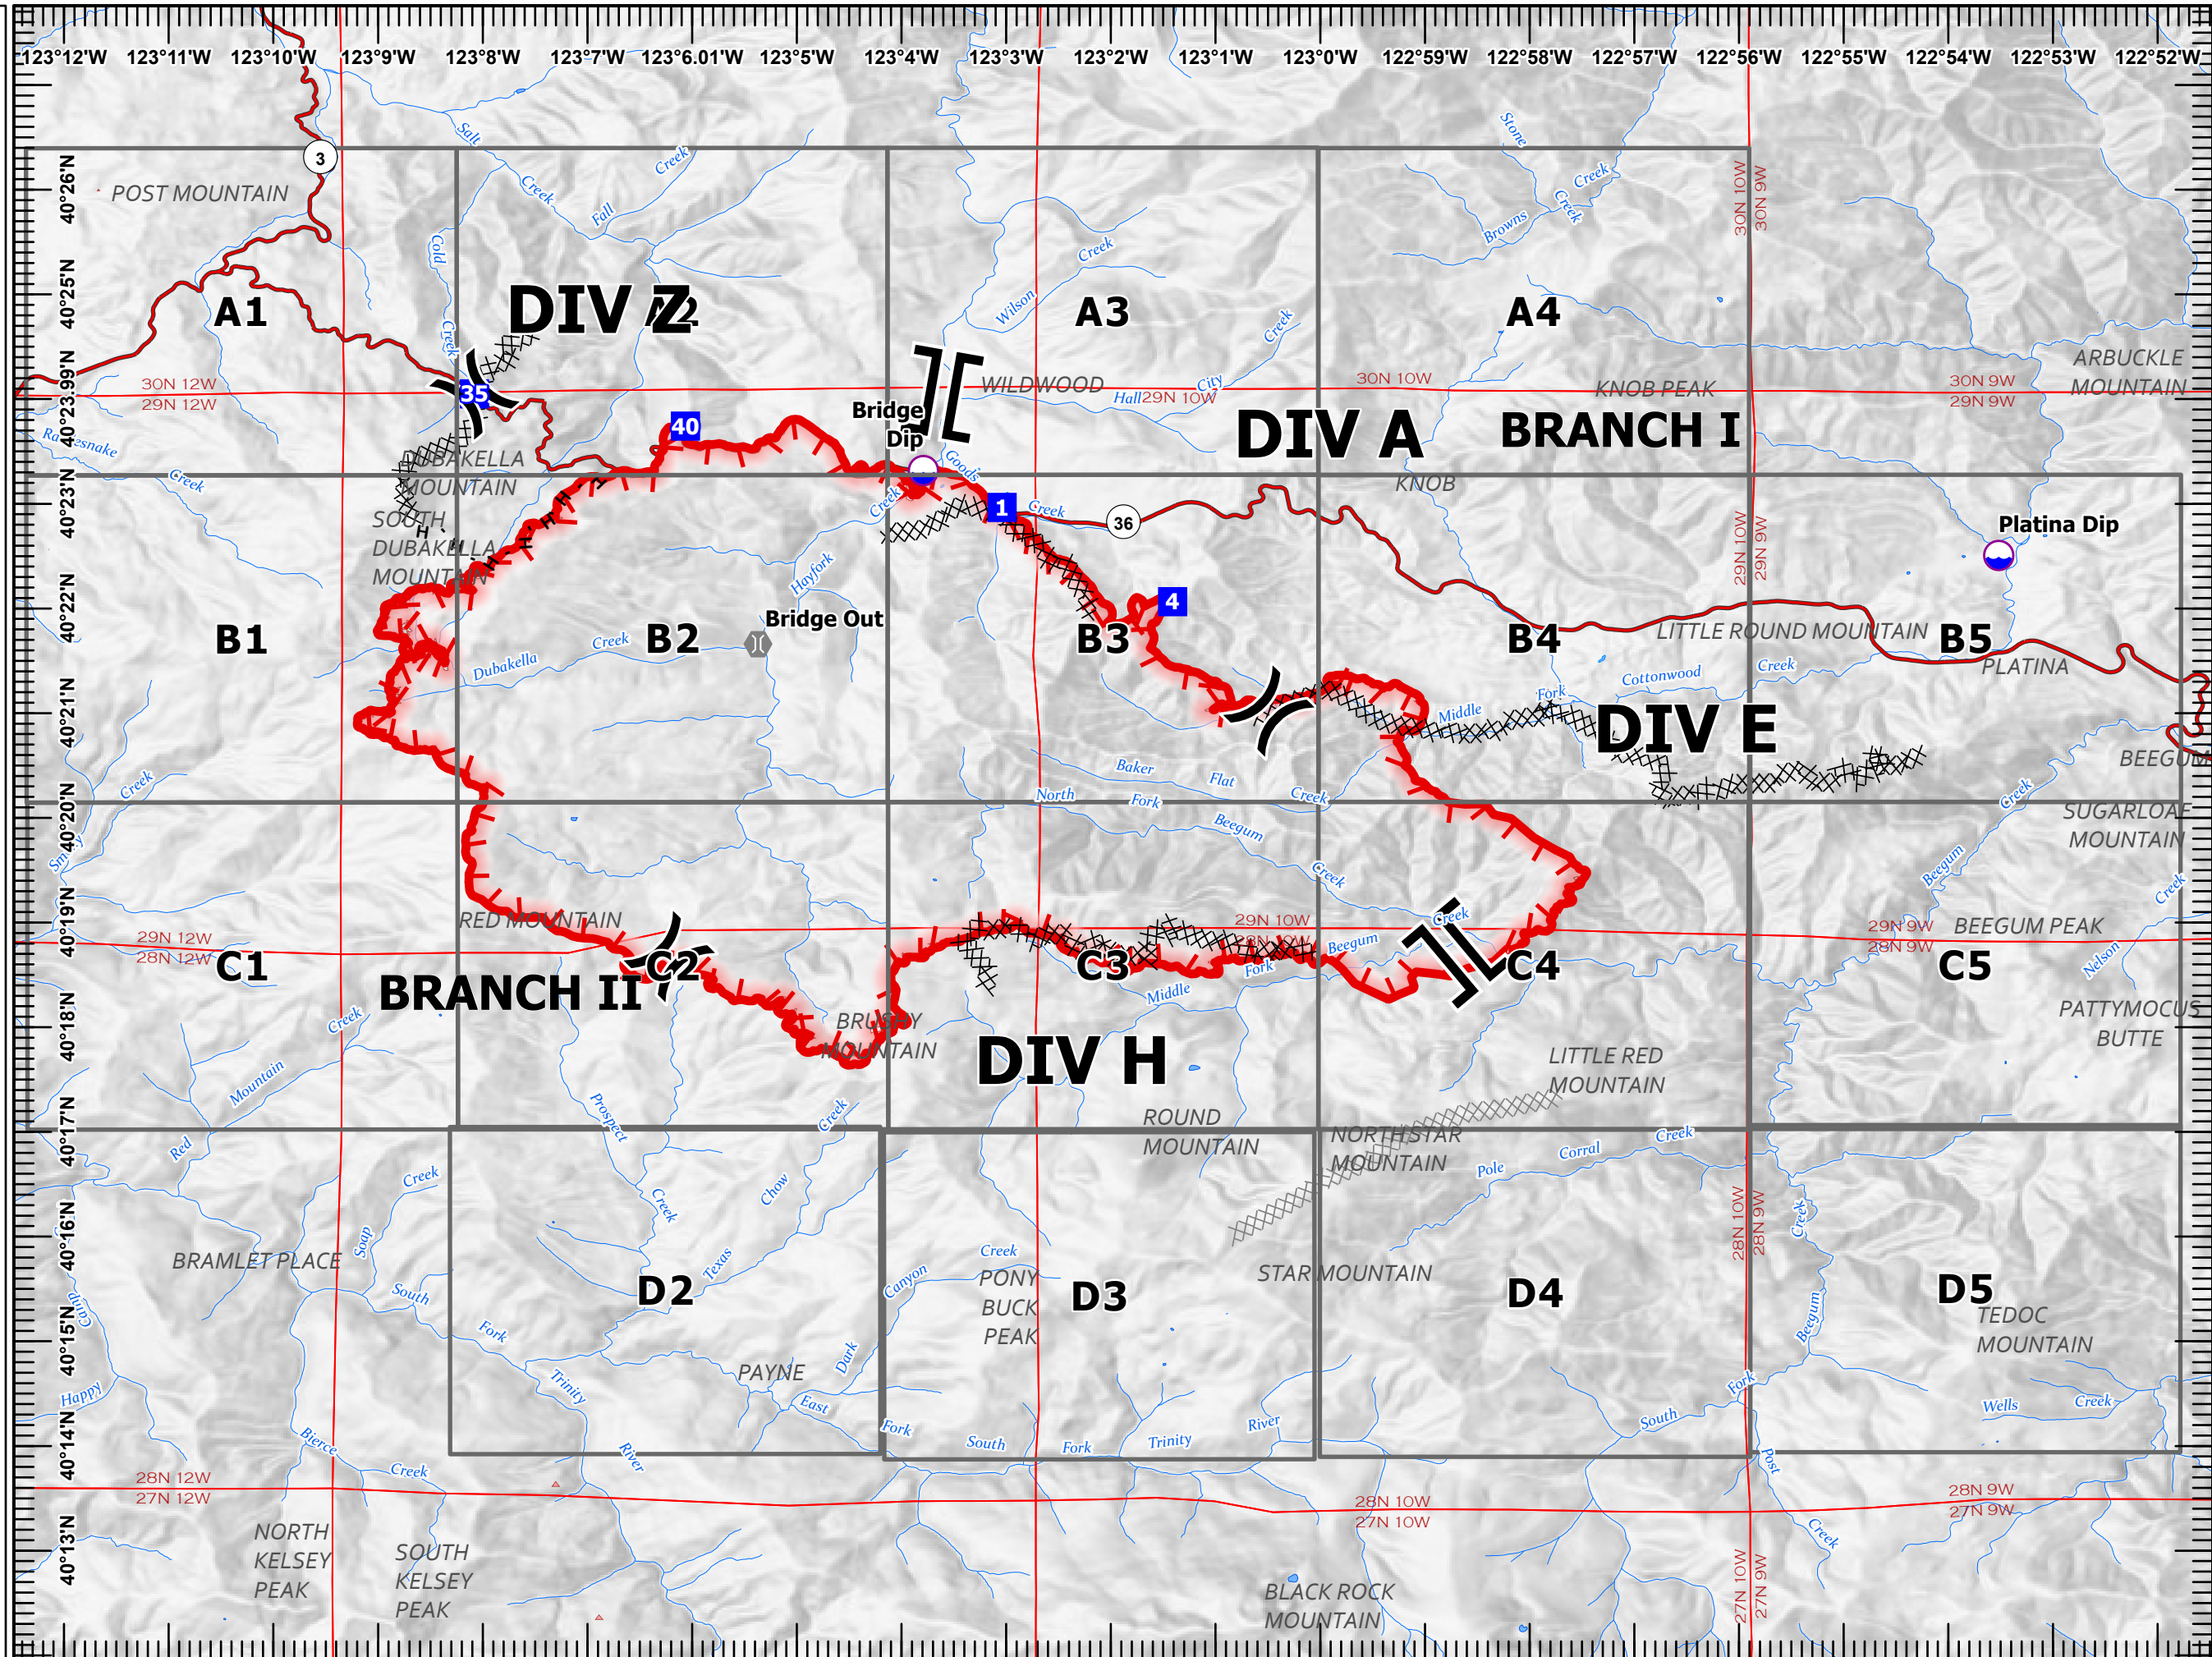 123°12'W 123°11'W 123°10'W 123°9'W 123°8'W 123°7'W 123°6.01'W 123°5'W 123°4'W 123°3'W 123°2'W 123°1'W 123°0'W 122°59'W 122°58'W 122°57'W 122°56'W 122°55'W 122°54'W 122°53'W 122°52'W
Salt
Stone
3
Creek
40°26'N
POST MOUNTAIN
Creek
Creek
30N 10W
30N 9W
Fall
Creek
Browns
Cold
Creek
40°25'N
A1
DIV Z
A2
Wilson
A3
Creek
A4
Creek
ARBUCKLE
MOUNTAIN
40°23.99'N
30N 12W
29N 12W
35
WILDWOOD
Hall
City
29N 10W
30N 10W
KNOB PEAK
30N 9W
29N 9W
Bridge
Dip
40
DIV A
BRANCH I
Creek
DUBAKELLA
MOUNTAIN
Goods
KNOB
40°23'N
1
Creek
Creek
36
SOUTH
DUBAKELLA
MOUNTAIN
H H H H H H
29N 10W
29N 9W
Platina Dip
40°22'N
Hayfork
4
Bridge Out
B1
B2
B3
B4
B5
Creek
Dubakella
LITTLE ROUND MOUNTAIN
PLATINA
Cottonwood
Creek
40°21'N
Fork
Middle
DIV E
BEEGUM
Baker
Flat
Creek
Creek
North
Fork
Creek
40°20'N
Beegum
SUGARLOAF
MOUNTAIN
Creek
Beegum
Creek
40°19'N
RED MOUNTAIN
29N 10W
Creek
29N 9W
28N 9W
BEEGUM PEAK
29N 12W
28N 12W
C1
C2
C3
Fork
Beegum
C4
C5
Nelson
BRANCH II
Middle
40°18'N
Creek
BRUSHY
MOUNTAIN
PATTYMOCUS
BUTTE
DIV H
LITTLE RED
MOUNTAIN
Mountain
40°17'N
Red
Prospect
Creek
ROUND
MOUNTAIN
NORTH STAR
MOUNTAIN
Pole
Corral
Creek
Creek
Chow
Creek
28N 10W
28N 9W
Creek
40°16'N
Soap
BRAMLET PLACE
Texas
Creek
Canyon
PONY
BUCK
PEAK
STAR MOUNTAIN
D2
D3
D4
D5
South
Camp
40°15'N
Fork
Beegum
TEDOC
MOUNTAIN
Dark
PAYNE
Trinity
Happy
East
Fork
Fork
Wells
Creek
40°14'N
Bierce
South
Fork
Trinity
River
South
River
Creek
Post
28N 12W
27N 12W
28N 10W
27N 10W
28N 9W
27N 9W
40°13'N
NORTH
KELSEY
PEAK
SOUTH
KELSEY
PEAK
Creek
27N 10W
27N 9W
BLACK ROCK
MOUNTAIN